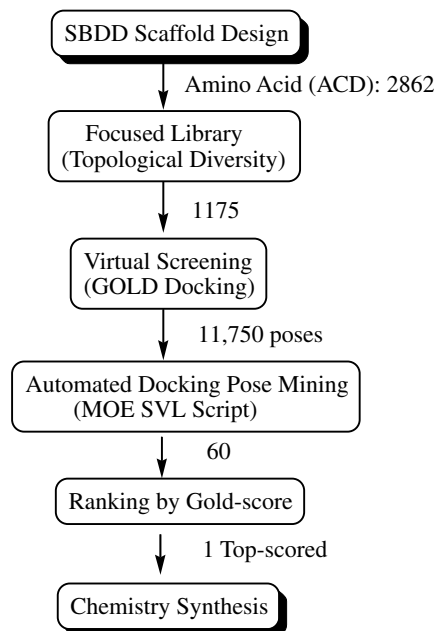 SBDD Scaffold Design
Amino Acid (ACD): 2862
Focused Library
(Topological Diversity)
1175
Virtual Screening
(GOLD Docking)
11,750 poses
Automated Docking Pose Mining
(MOE SVL Script)
60
Ranking by Gold-score
1 Top-scored
Chemistry Synthesis